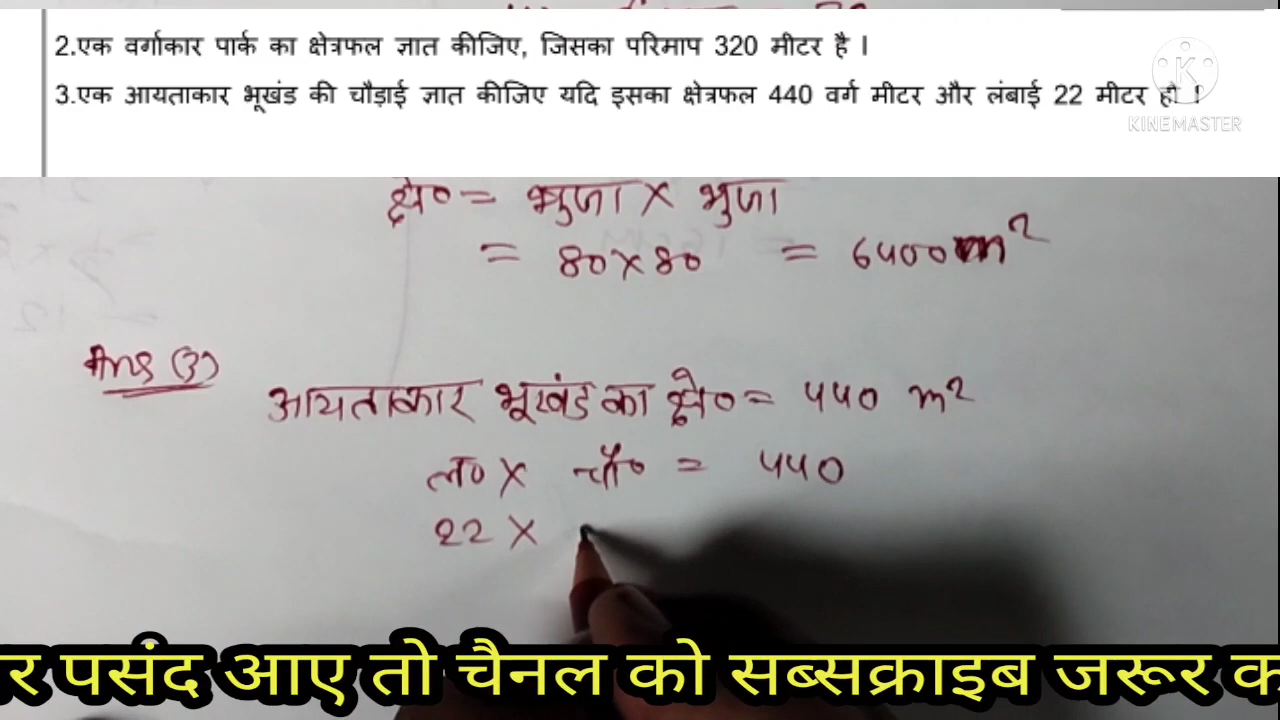 2.एक वर्गाकार पार्क का क्षेत्रफल ज्ञात कीजिए, जिसका परिमाप 320 मीटर है ।
3.एक आयताकार भूखंड की चौड़ाई ज्ञात कीजिए यदि इसका क्षेत्रफल 440 वर्ग मीटर और लंबाई 22 मीटर हो ।
KINEMASTER
क्षे० = भुजा × भुजा
= 80×80 = 6400 m²
Ans (3)
आयताकार भूखंड का क्षे० = 440 m²
ल० × चौ० = 440
22 ×
र पसंद आए तो चैनल को सब्सक्राइब जरूर क